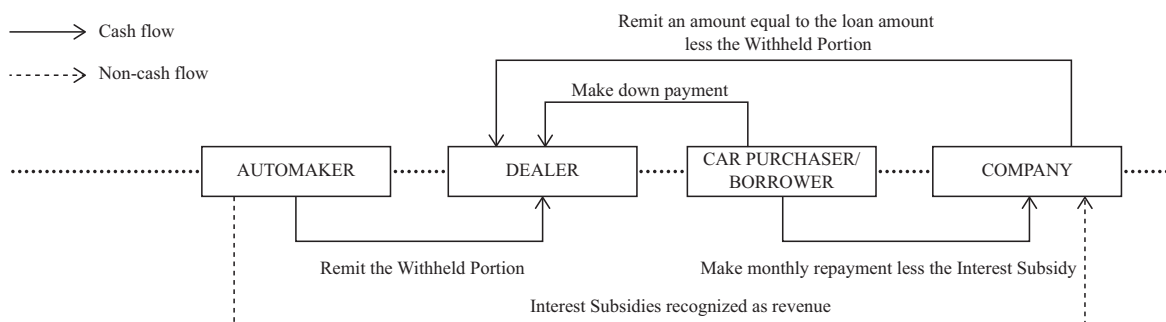 Remit an amount equal to the loan amount
less the Withheld Portion
Cash flow
Non-cash flow
Make down payment
AUTOMAKER
DEALER
CAR PURCHASER/
BORROWER
COMPANY
Remit the Withheld Portion
Make monthly repayment less the Interest Subsidy
Interest Subsidies recognized as revenue